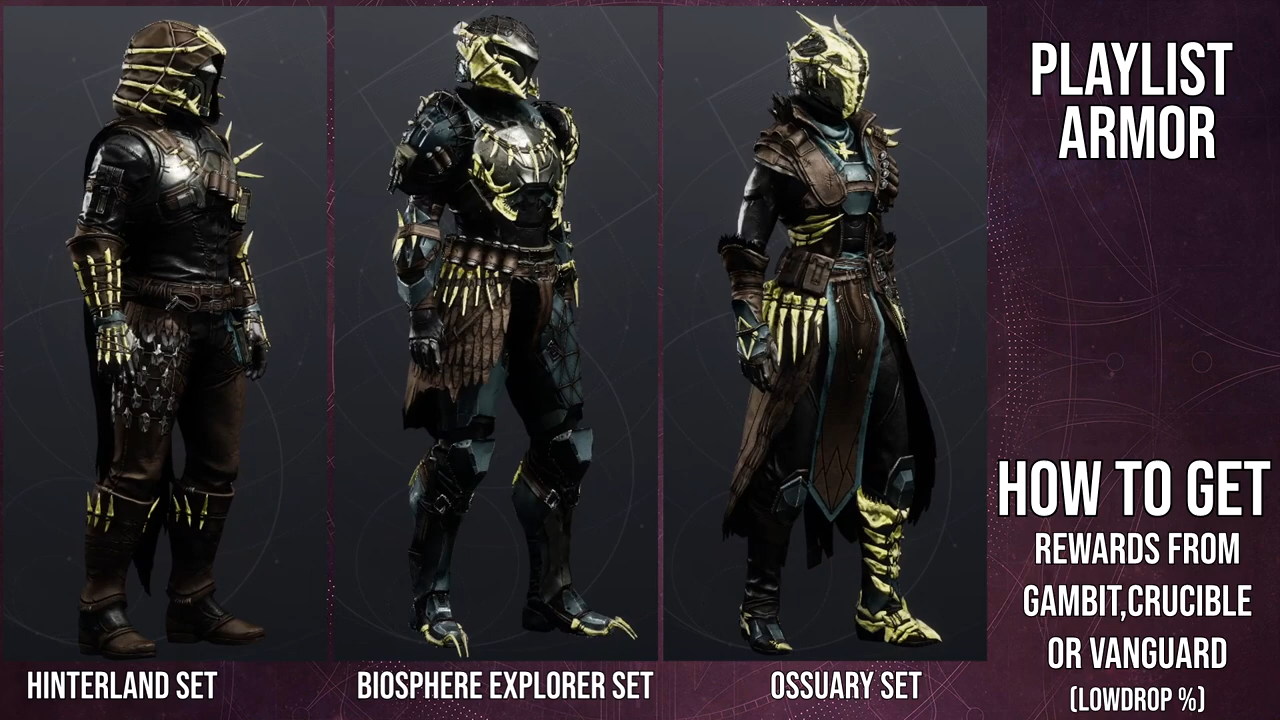 PLAYLIST
ARMOR
HOW TO GET
REWARDS FROM
GAMBIT,CRUCIBLE
OR VANGUARD
(LOWDROP %)
HINTERLAND SET
BIOSPHERE EXPLORER SET
OSSUARY SET